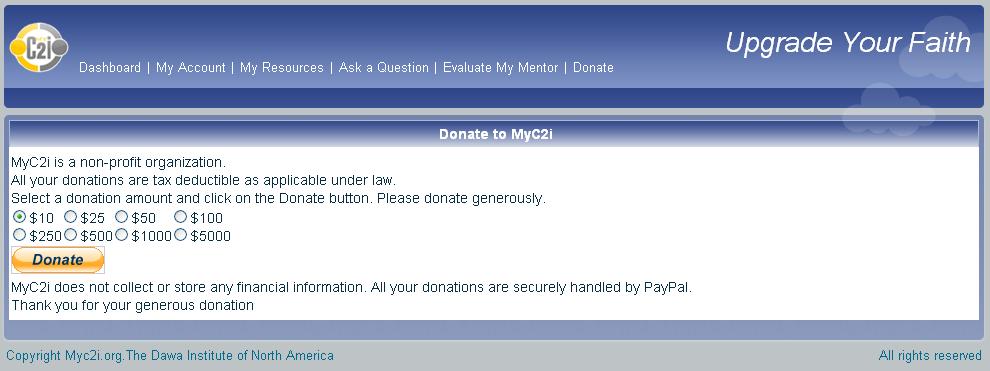 C2i
Upgrade Your Faith
Dashboard | My Account | My Resources | Ask a Question | Evaluate My Mentor | Donate
Donate to MyC2i
MyC2i is a non-profit organization.
All your donations are tax deductible as applicable under law.
Select a donation amount and click on the Donate button. Please donate generously.
$10 $25 $50 $100
$250 $500 $1000 $5000
Donate
MyC2i does not collect or store any financial information. All your donations are securely handled by PayPal.
Thank you for your generous donation
Copyright Myc2i.org.The Dawa Institute of North America All rights reserved